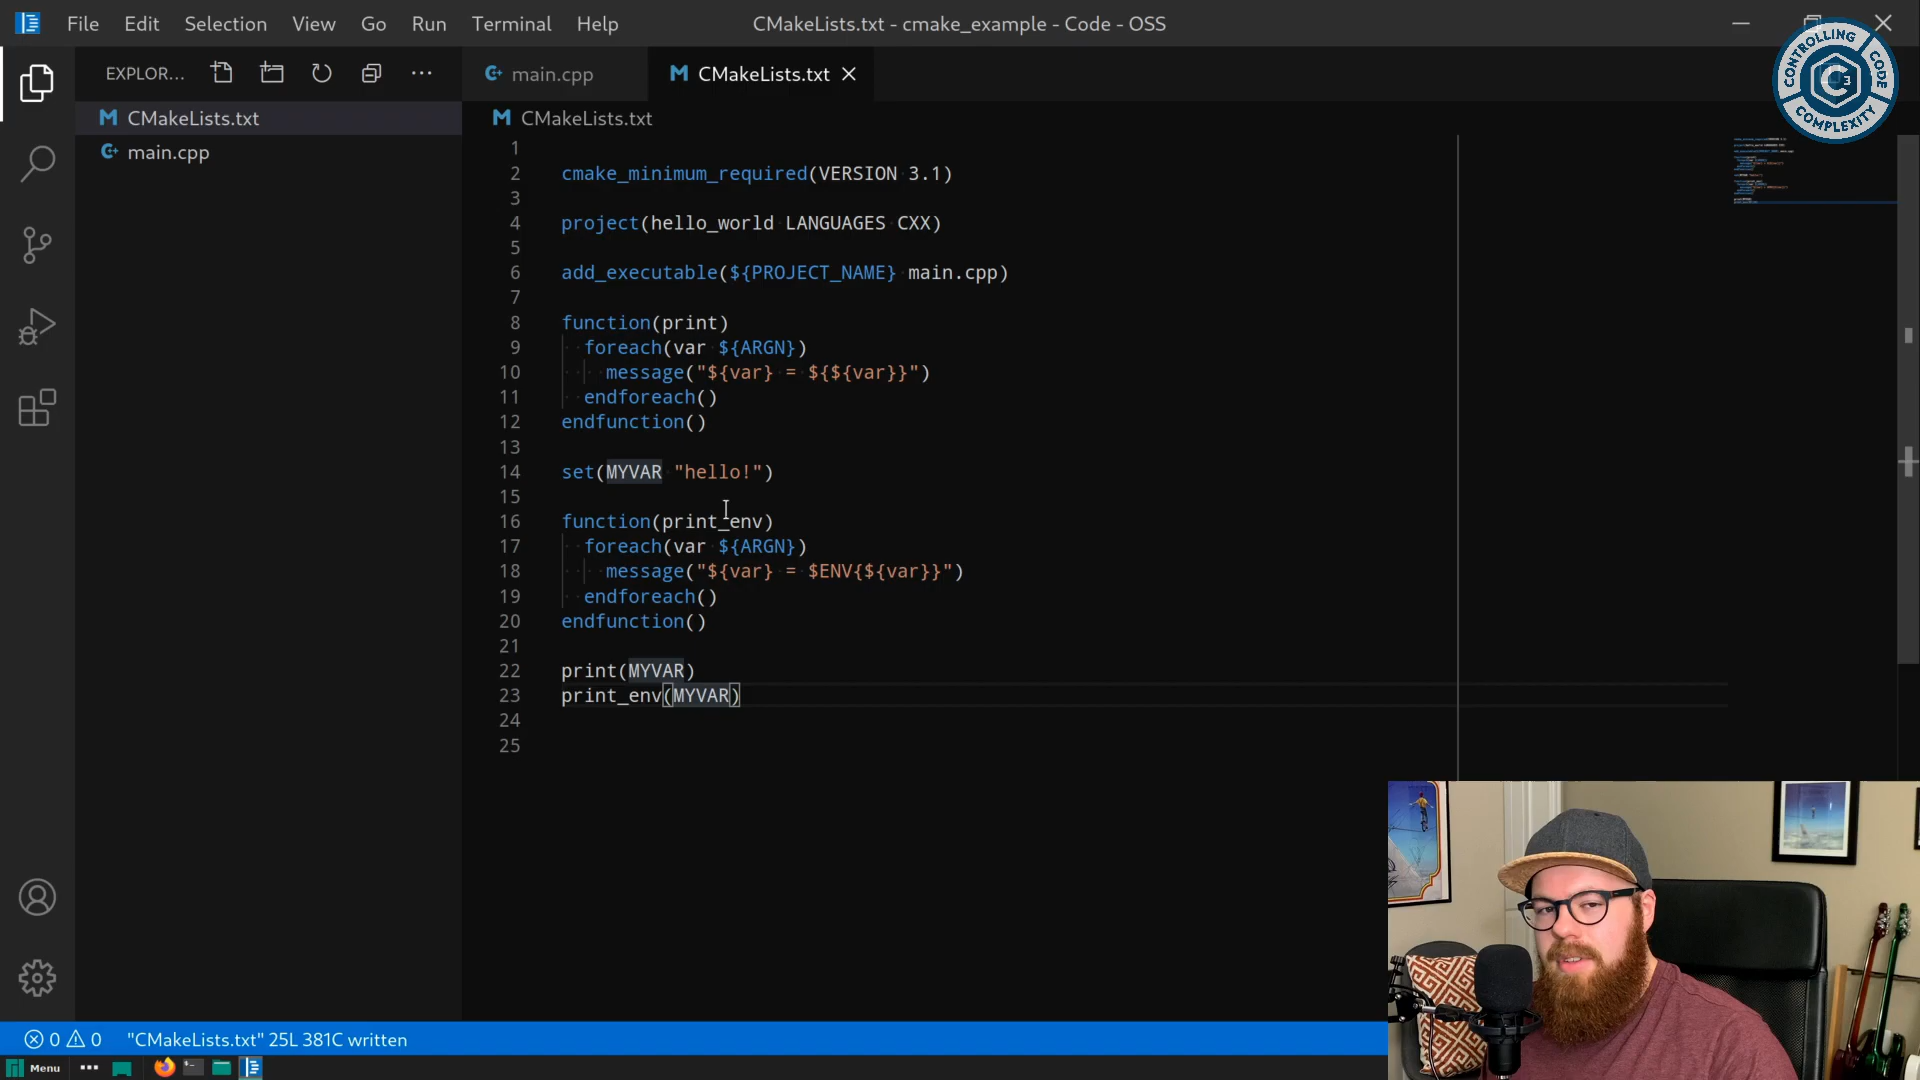 File Edit Selection View Go Run Terminal Help
CMakeLists.txt - cmake_example - Code - OSS
CONTROLLING CODE COMPLEXITY
C 3
EXPLOR...
main.cpp
CMakeLists.txt
CMakeLists.txt
main.cpp
CMakeLists.txt
1
2 cmake_minimum_required(VERSION 3.1)
3
4 project(hello_world LANGUAGES CXX)
5
6 add_executable(${PROJECT_NAME} main.cpp)
7
8 function(print)
9 foreach(var ${ARGN})
10 message("${var} = ${${var}}")
11 endforeach()
12 endfunction()
13
14 set(MYVAR "hello!")
15
16 function(print_env)
17 foreach(var ${ARGN})
18 message("${var} = $ENV{${var}}")
19 endforeach()
20 endfunction()
21
22 print(MYVAR)
23 print_env(MYVAR)
24
25
0 0 "CMakeLists.txt" 25L 381C written
Menu